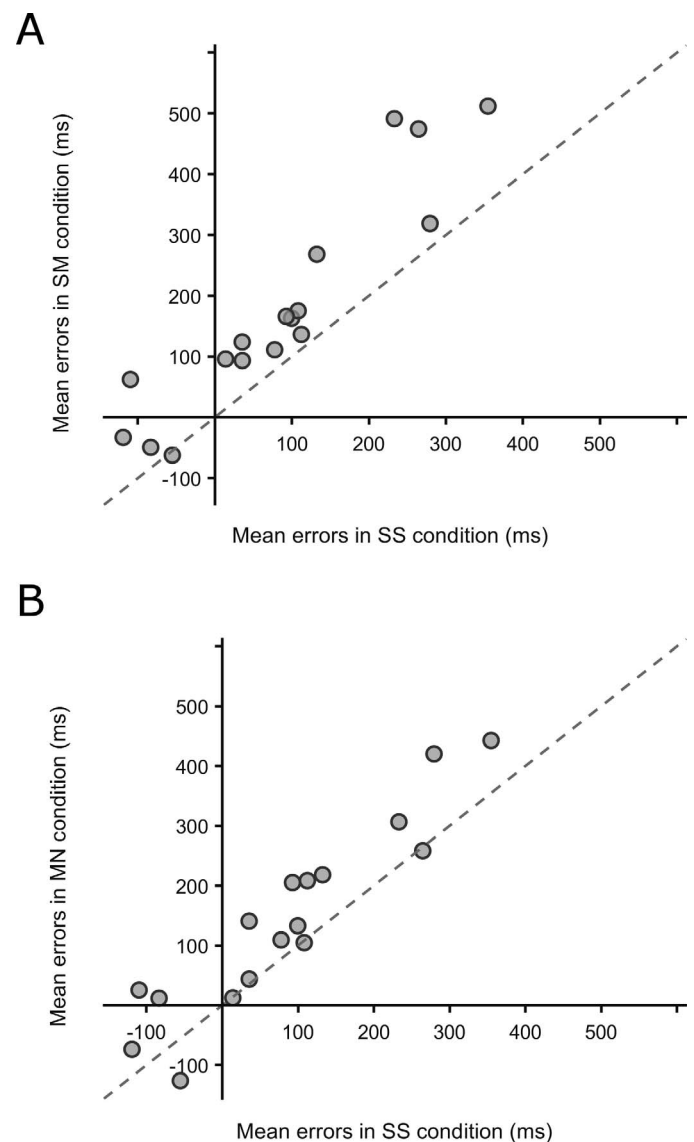 A
Mean errors in SM condition (ms)
500
400
300
200
100
-100
100 200 300 400 500
Mean errors in SS condition (ms)
B
Mean errors in MN condition (ms)
500
400
300
200
100
-100
-100 100 200 300 400 500
Mean errors in SS condition (ms)